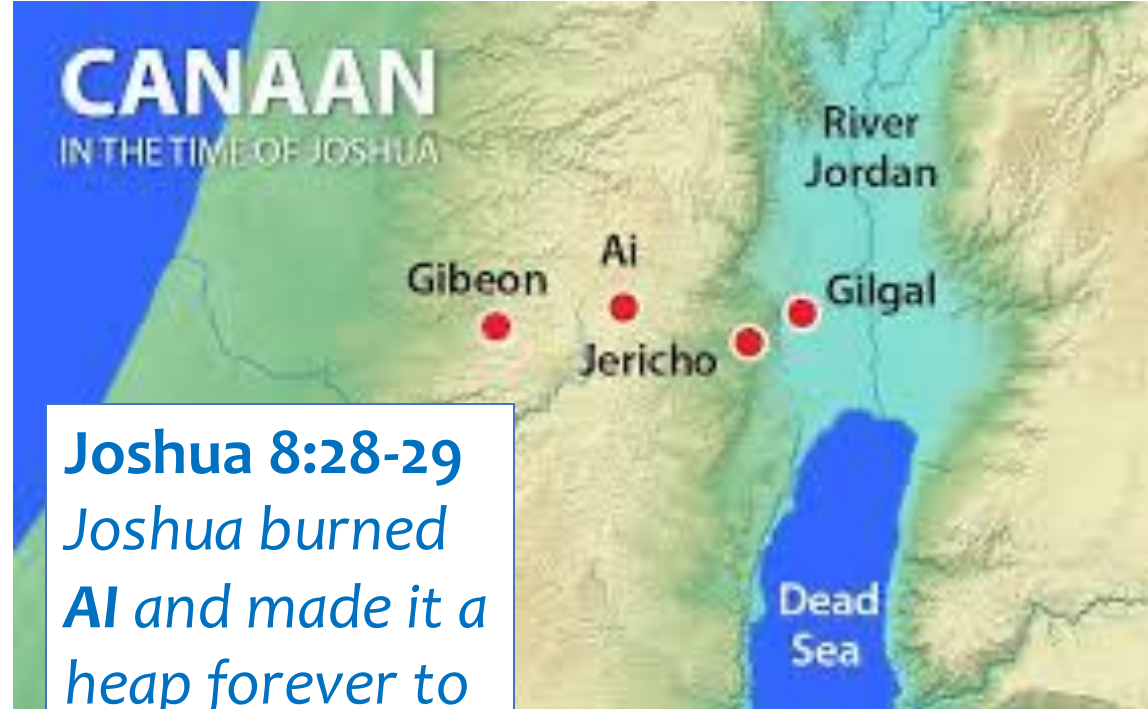 CANAAN
IN THE TIME OF JOSHUA
River
Jordan
Ai
Gibeon
Gilgal
Jericho
Joshua 8:28-29
Joshua burned
AI and made it a
heap forever to
Dead
Sea